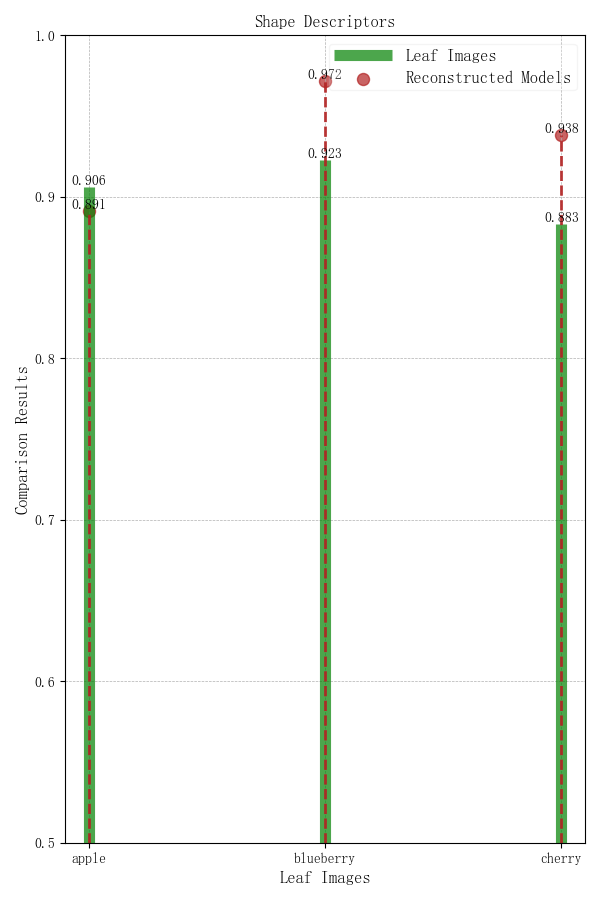 Shape Descriptors
1.0
0.9
0.8
0.7
0.6
0.5
Comparison Results
Leaf Images
Reconstructed Models
0.906
0.891
0.972
0.923
0.938
0.883
apple
blueberry
cherry
Leaf Images